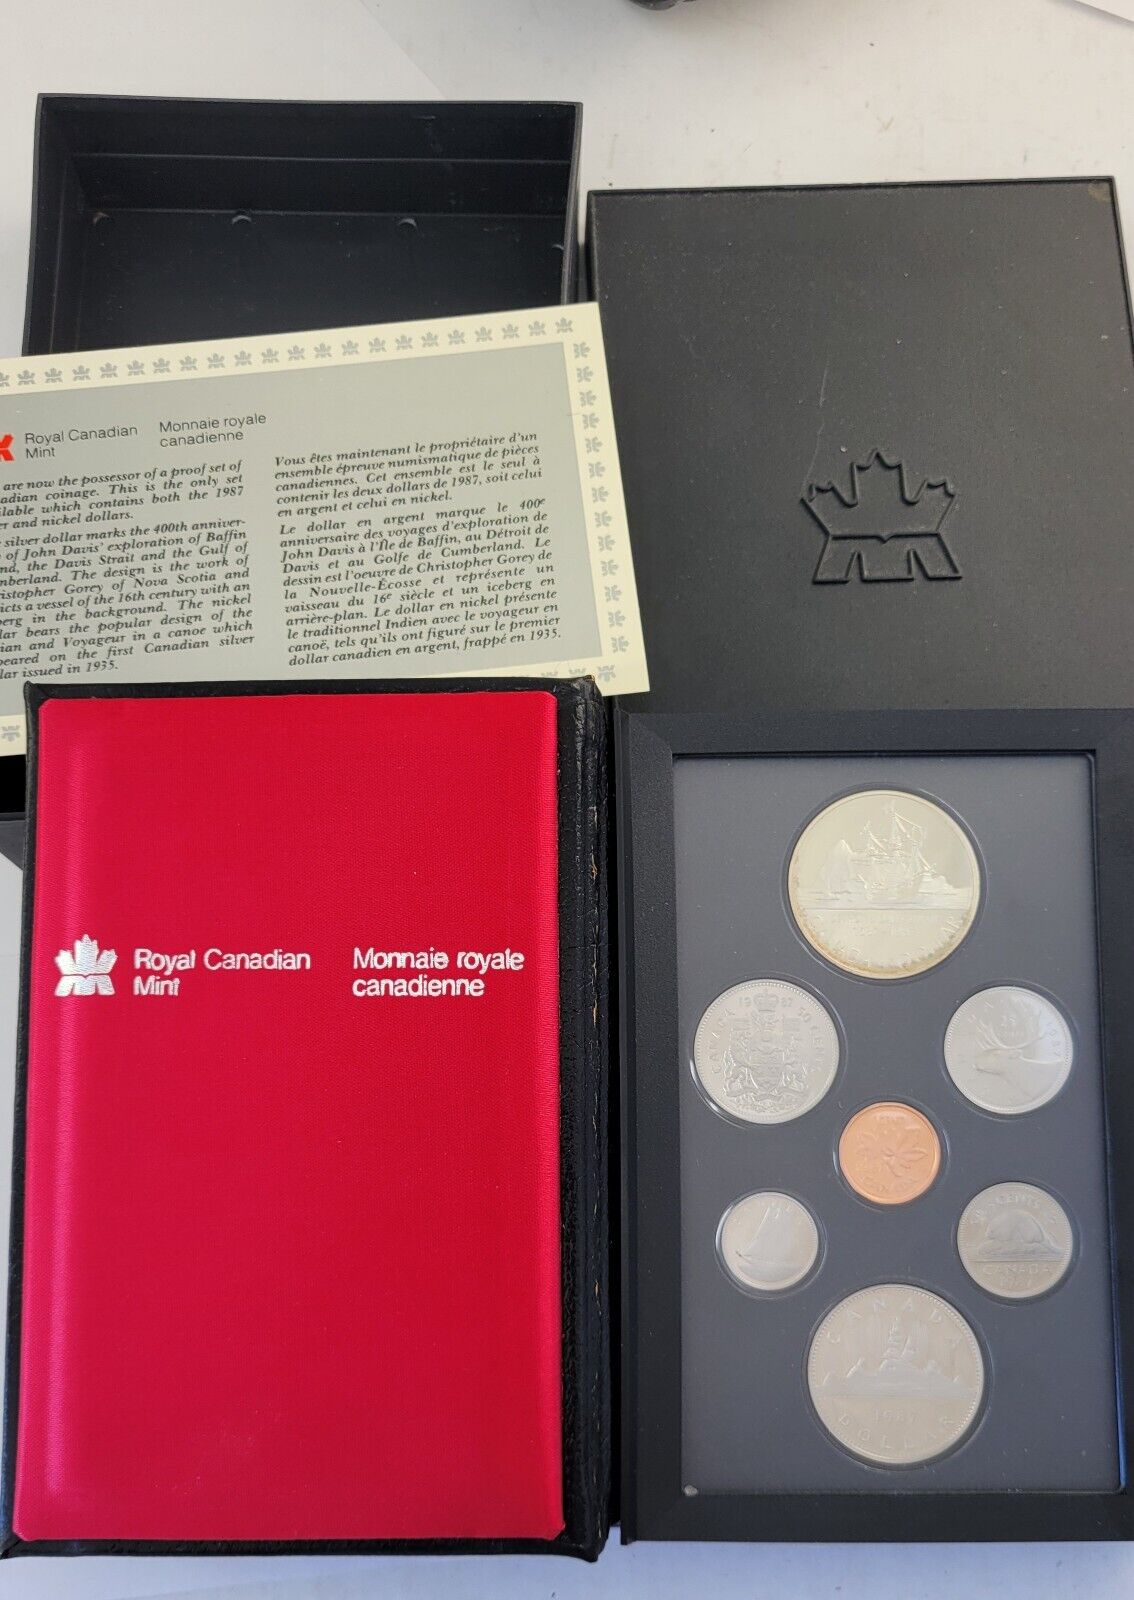 Royal Canadian
Mint
Monnaie royale
canadienne
are now the possessor of a proof set of
adian coinage. This is the only set
ilable which contains both the 1987
er and nickel dollars.
silver dollar marks the 400th anniver-
of John Davis' exploration of Baffin
nd, the Davis Strait and the Gulf of
mberland. The design is the work of
ristopher Gorey of Nova Scotia and
icts a vessel of the 16th century with an
berg in the background. The nickel
lar bears the popular design of the
ian and Voyageur in a canoe which
peared on the first Canadian silver
lar issued in 1935.
Vous êtes maintenant le propriétaire d'un
ensemble épreuve numismatique de pièces
canadiennes. Cet ensemble est le seul à
contenir les deux dollars de 1987, soit celui
en argent et celui en nickel.
Le dollar en argent marque le 400e
anniversaire des voyages d'exploration de
John Davis à l'Île de Baffin, au Détroit de
Davis et au Golfe de Cumberland. Le
dessin est l'oeuvre de Christopher Gorey de
la Nouvelle-Écosse et représente un
vaisseau du 16e siècle et un iceberg en
arrière-plan. Le dollar en nickel présente
le traditionnel Indien avec le voyageur en
canoë, tels qu'ils ont figuré sur le premier
dollar canadien en argent, frappé en 1935.
Royal Canadian
Mint
Monnaie royale
canadienne
CANADA 1987 50 CENTS
1987
CANADA
5 CENTS
CANADA
CANADA
1987
DOLLAR